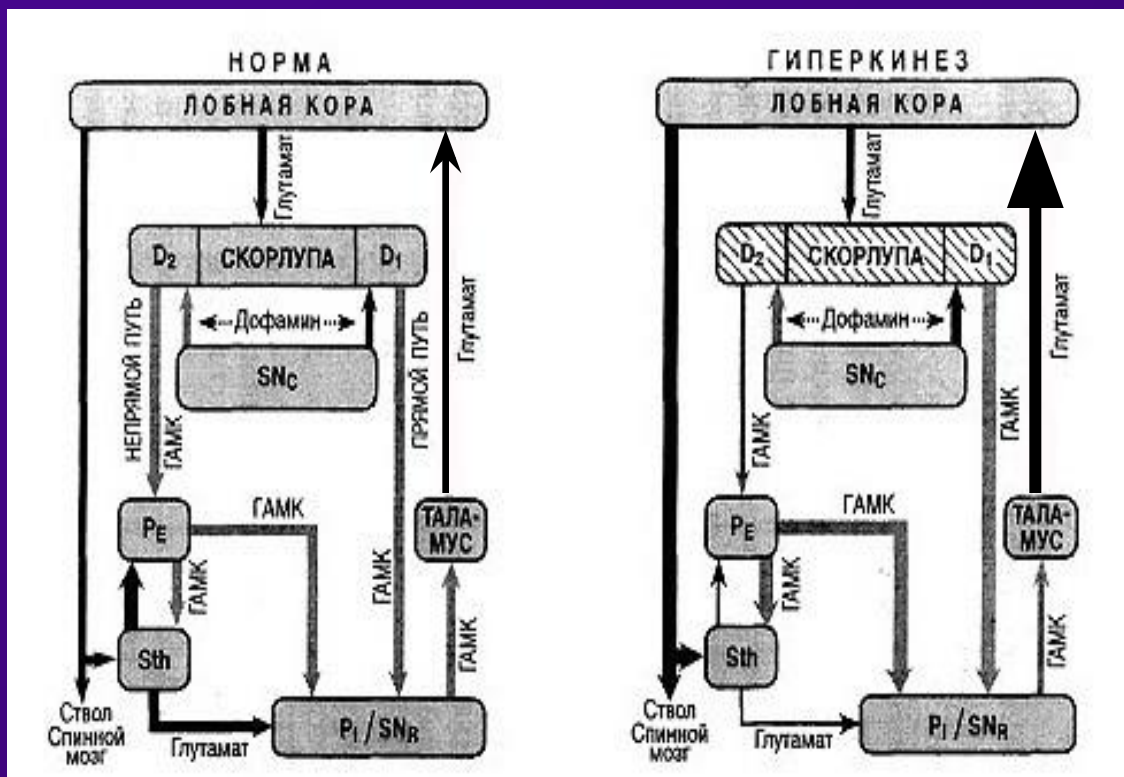 НОРМА
ЛОБНАЯ КОРА
Глутамат
D2 СКОРЛУПА D1
Дофамин
SNC
НЕПРЯМОЙ ПУТЬ
ГАМК
ПРЯМОЙ ПУТЬ
Глутамат
PE
ГАМК
ТАЛА-
МУС
ГАМК
ГАМК
ГАМК
Sth
Ствол
Спинной
мозг
Глутамат
PI / SNR
ГИПЕРКИНЕЗ
ЛОБНАЯ КОРА
Глутамат
D2 СКОРЛУПА D1
Дофамин
SNC
Глутамат
ГАМК
ГАМК
PE
ГАМК
ТАЛА-
МУС
ГАМК
ГАМК
Sth
Ствол
Спинной
мозг
Глутамат
PI / SNR